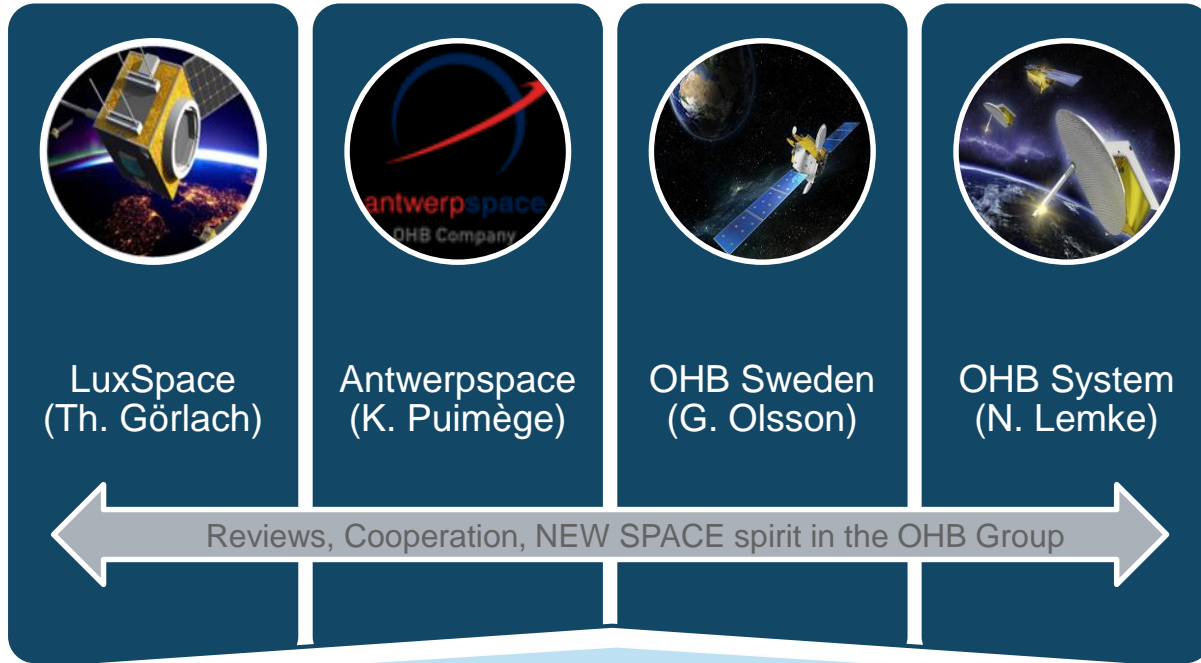 antwerpspace
OHB Company
LuxSpace
(Th. Görlach)
Antwerpspace
(K. Puimège)
OHB Sweden
(G. Olsson)
OHB System
(N. Lemke)
Reviews, Cooperation, NEW SPACE spirit in the OHB Group